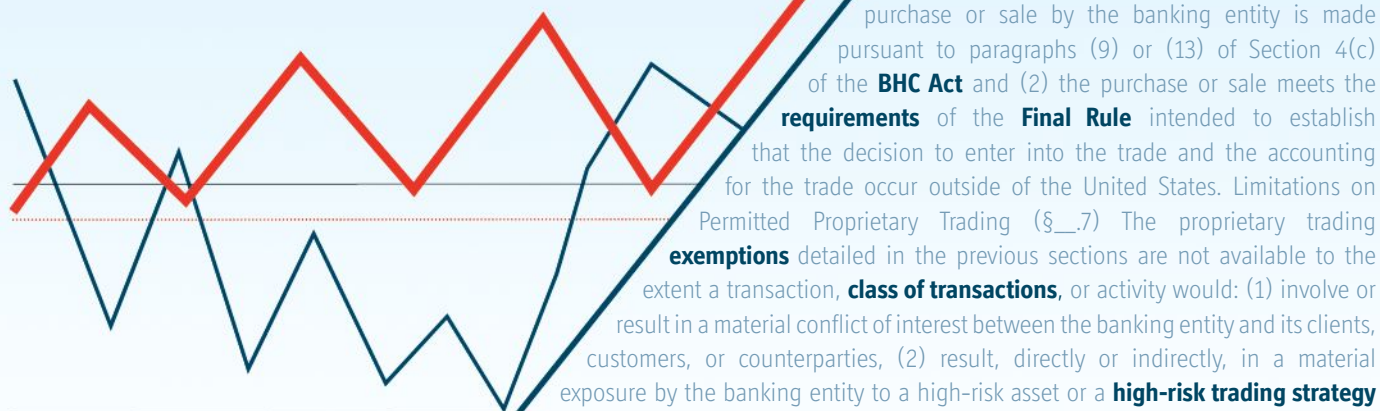 purchase or sale by the banking entity is made
pursuant to paragraphs (9) or (13) of Section 4(c)
of the BHC Act and (2) the purchase or sale meets the
requirements of the Final Rule intended to establish
that the decision to enter into the trade and the accounting
for the trade occur outside of the United States. Limitations on
Permitted Proprietary Trading (§__.7) The proprietary trading
exemptions detailed in the previous sections are not available to the
extent a transaction, class of transactions, or activity would: (1) involve or
result in a material conflict of interest between the banking entity and its clients,
customers, or counterparties, (2) result, directly or indirectly, in a material
exposure by the banking entity to a high-risk asset or a high-risk trading strategy